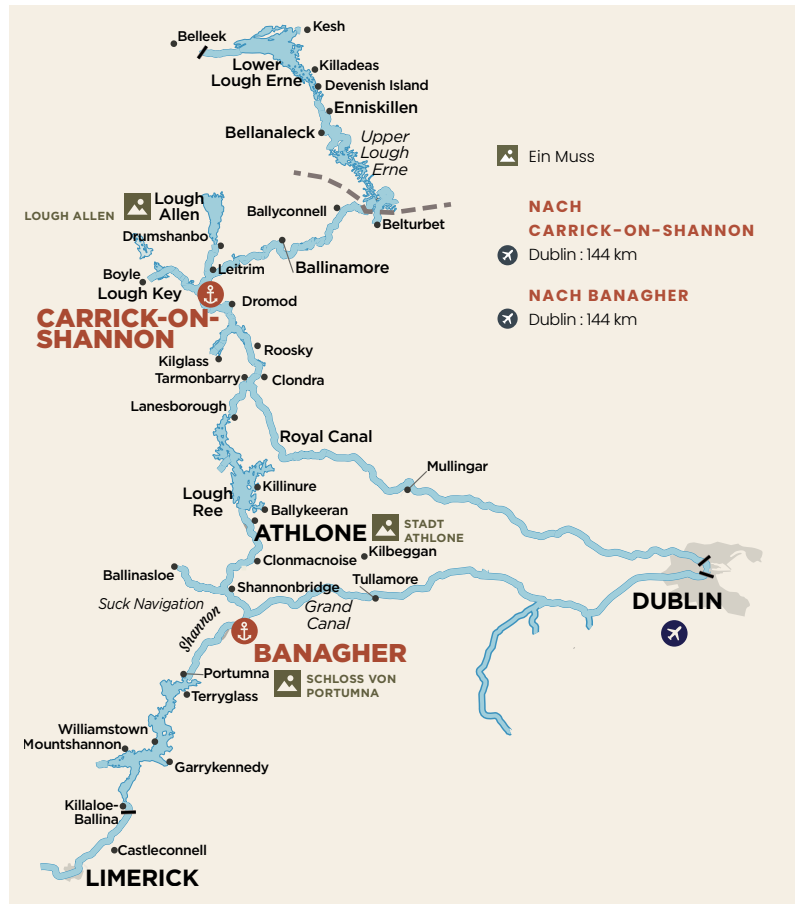 Kesh
Belleek
Lower
Lough Erne
Killadeas
Devenish Island
Enniskillen
Bellanaleck
Upper
Lough
Erne
Ein Muss
LOUGH ALLEN
Lough
Allen
Ballyconnell
Belturbet
NACH
CARRICK-ON-SHANNON
Dublin : 144 km
Drumshanbo
Ballinamore
Boyle
Leitrim
Lough Key
Dromod
NACH BANAGHER
Dublin : 144 km
CARRICK-ON-
SHANNON
Roosky
Kilglass
Tarmonbarry
Clondra
Lanesborough
Royal Canal
Mullingar
Lough
Ree
Killinure
Ballykeeran
ATHLONE
STADT
ATHLONE
Kilbeggan
Clonmacnoise
Ballinasloe
Shannonbridge
Tullamore
Suck Navigation
Grand
Canal
DUBLIN
Shannon
BANAGHER
Portumna
SCHLOSS VON
PORTUMNA
Terryglass
Williamstown
Mountshannon
Garrykennedy
Killaloe-
Ballina
Castleconnell
LIMERICK